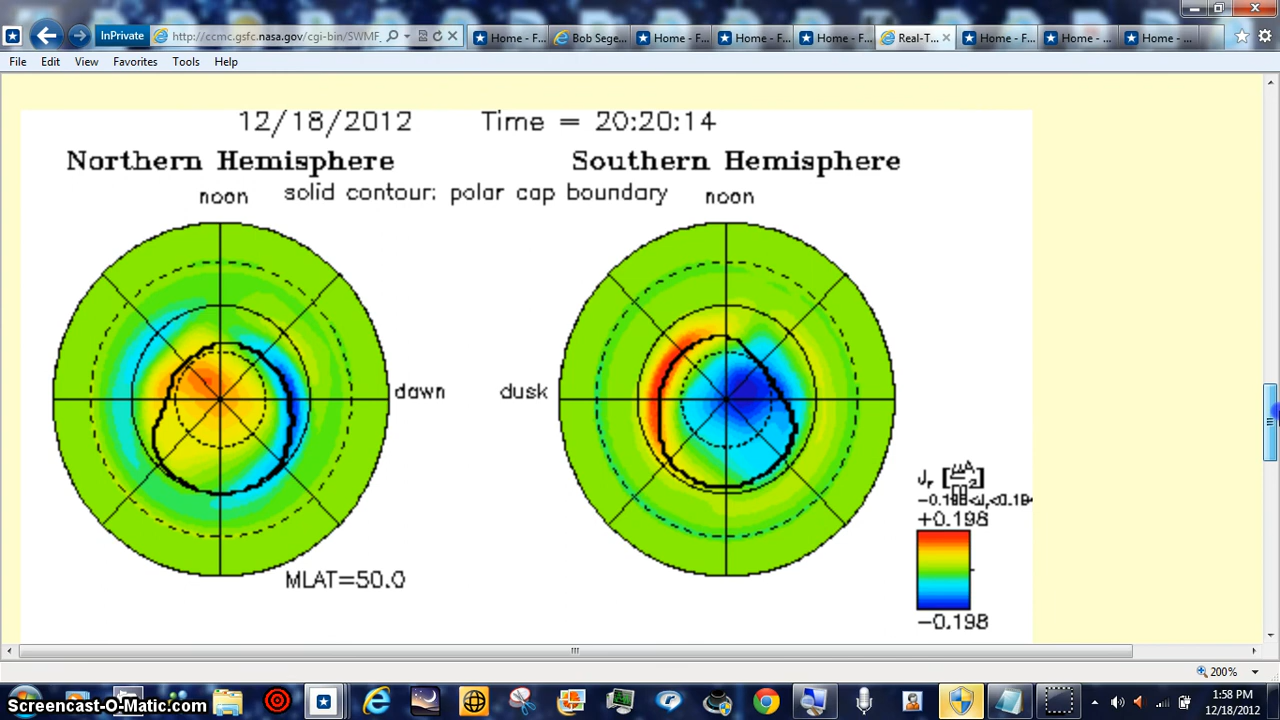 InPrivate
http://ccmc.gsfc.nasa.gov/cgi-bin/SWMF_
Home - F...
Bob Sege...
Home - F...
Home - F...
Home - F...
Real-T...
Home - F...
Home - ...
Home - ...
File Edit View Favorites Tools Help
12/18/2012 Time = 20:20:14
Northern Hemisphere Southern Hemisphere
solid contour: polar cap boundary
noon noon
dawn dusk
Jr [μA
+0.198
MLAT=50.0
−0.198
200%
Screencast-O-Matic.com
1:58 PM
12/18/2012